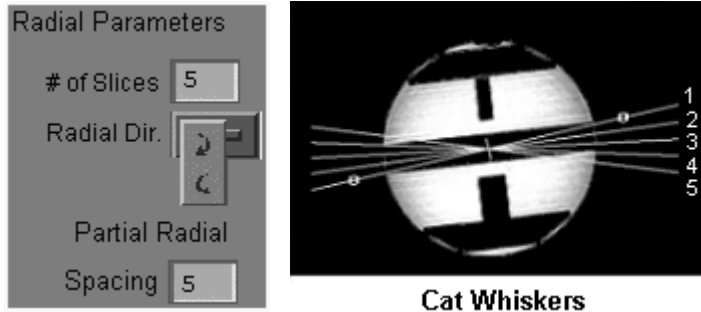 Radial Parameters
# of Slices 5
Radial Dir.
Partial Radial
Spacing 5
1
2
3
4
5
Cat Whiskers